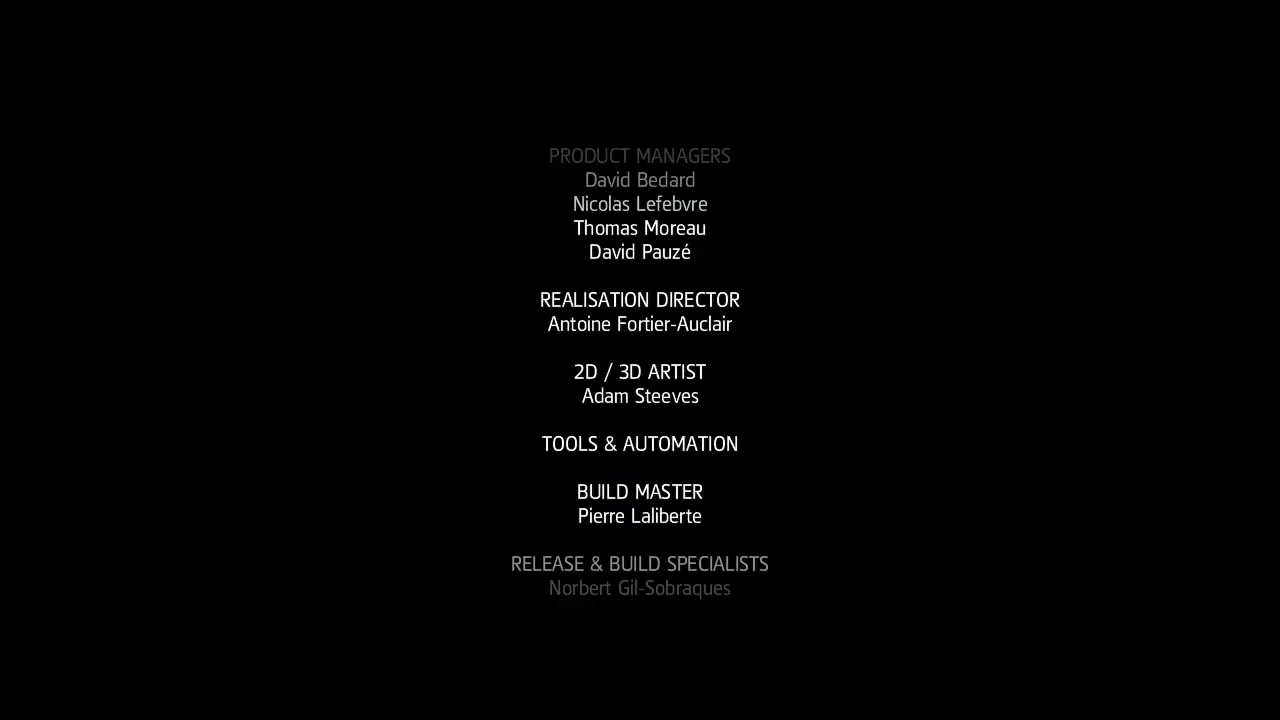 PRODUCT MANAGERS
David Bedard
Nicolas Lefebvre
Thomas Moreau
David Pauzé
REALISATION DIRECTOR
Antoine Fortier-Auclair
2D / 3D ARTIST
Adam Steeves
TOOLS & AUTOMATION
BUILD MASTER
Pierre Laliberte
RELEASE & BUILD SPECIALISTS
Norbert Gil-Sobraques